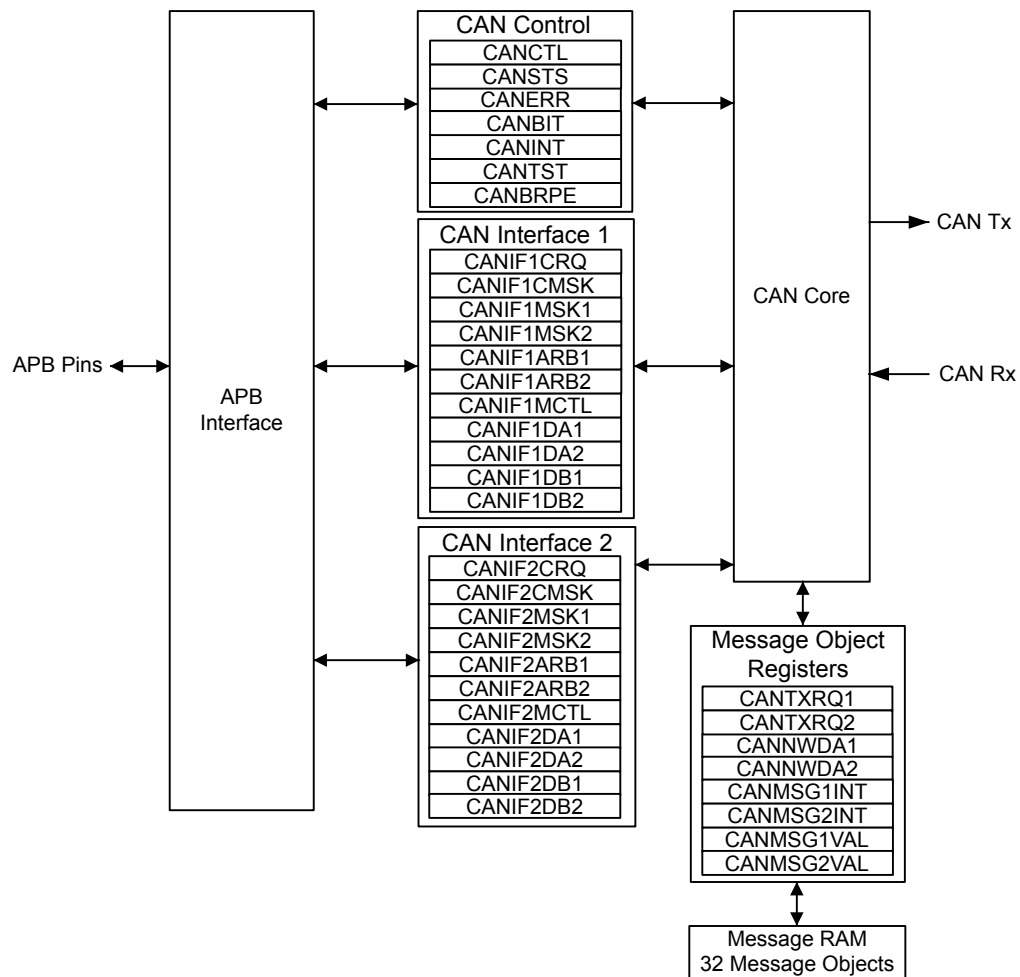 CAN Control
CANCTL
CANSTS
CANERR
CANBIT
CANINT
CANTST
CANBRPE
CAN Interface 1
CANIF1CRQ
CANIF1CMSK
CANIF1MSK1
CANIF1MSK2
CANIF1ARB1
CANIF1ARB2
CANIF1MCTL
CANIF1DA1
CANIF1DA2
CANIF1DB1
CANIF1DB2
CAN Interface 2
CANIF2CRQ
CANIF2CMSK
CANIF2MSK1
CANIF2MSK2
CANIF2ARB1
CANIF2ARB2
CANIF2MCTL
CANIF2DA1
CANIF2DA2
CANIF2DB1
CANIF2DB2
APB Pins
APB
Interface
CAN Core
CAN Tx
CAN Rx
Message Object
Registers
CANTXRQ1
CANTXRQ2
CANNWDA1
CANNWDA2
CANMSG1INT
CANMSG2INT
CANMSG1VAL
CANMSG2VAL
Message RAM
32 Message Objects